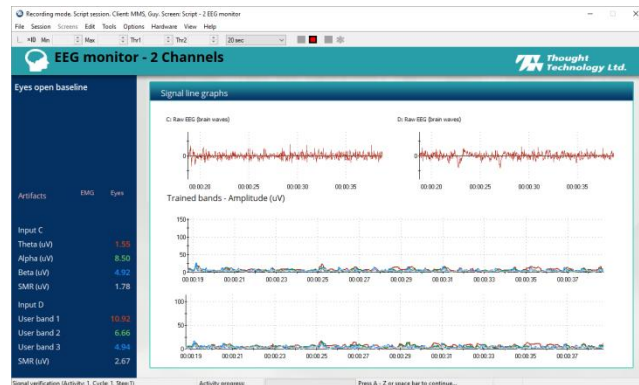 Recording mode. Script session. Client: MMS, Guy. Screen: Script - 2 EEG monitor
File Session Screens Edit Tools Options Hardware View Help
×10 Min Max Thr1 Thr2 20 sec
EEG monitor - 2 Channels
Thought
Technology Ltd.
Eyes open baseline
Signal line graphs
C: Raw EEG (brain waves) D: Raw EEG (brain waves)
0 0
00:00:20 00:00:25 00:00:30 00:00:35 00:00:20 00:00:25 00:00:30 00:00:35
Artifacts EMG Eyes
Trained bands - Amplitude (uV)
Input C
Theta (uV) 1.55
Alpha (uV) 8.50
Beta (uV) 4.92
SMR (uV) 1.78
Input D
User band 1 10.92
User band 2 6.66
User band 3 4.94
SMR (uV) 2.67
150
100
50
0
00:00:19 00:00:21 00:00:23 00:00:25 00:00:27 00:00:29 00:00:31 00:00:33 00:00:35 00:00:37
100
50
0
00:00:19 00:00:21 00:00:23 00:00:25 00:00:27 00:00:29 00:00:31 00:00:33 00:00:35 00:00:37
Signal verification (Activity: 1, Cycle: 1, Step:1) Activity progress: Press A - Z or space bar to continue...